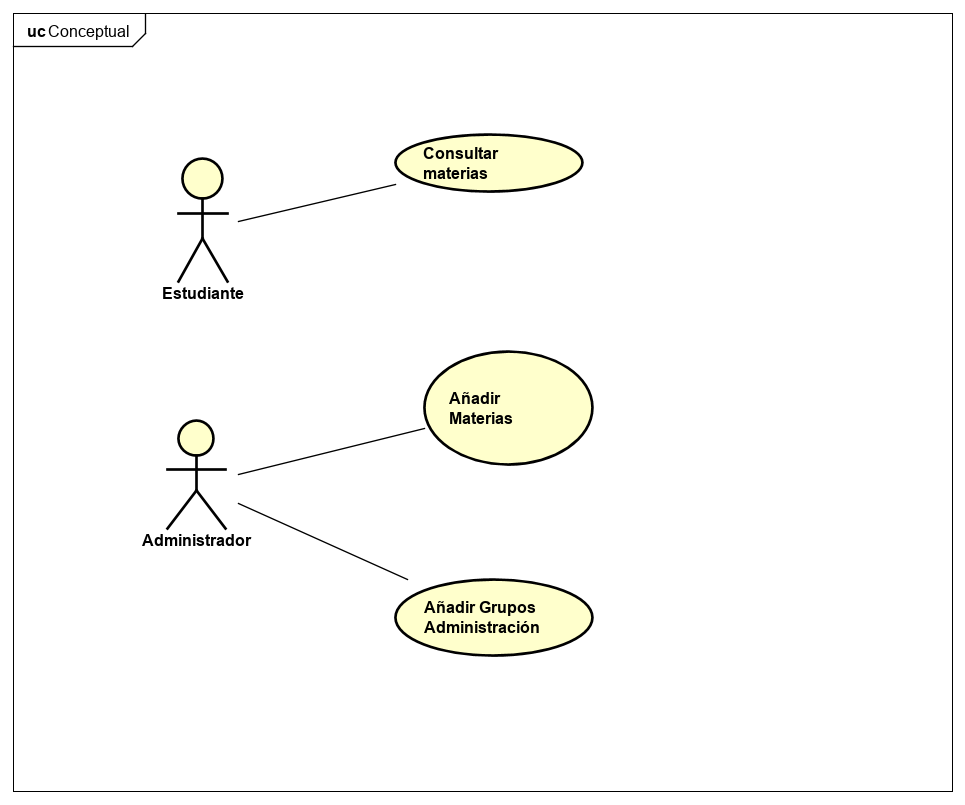 uc Conceptual
Consultar
materias
Estudiante
Añadir
Materias
Administrador
Añadir Grupos
Administración